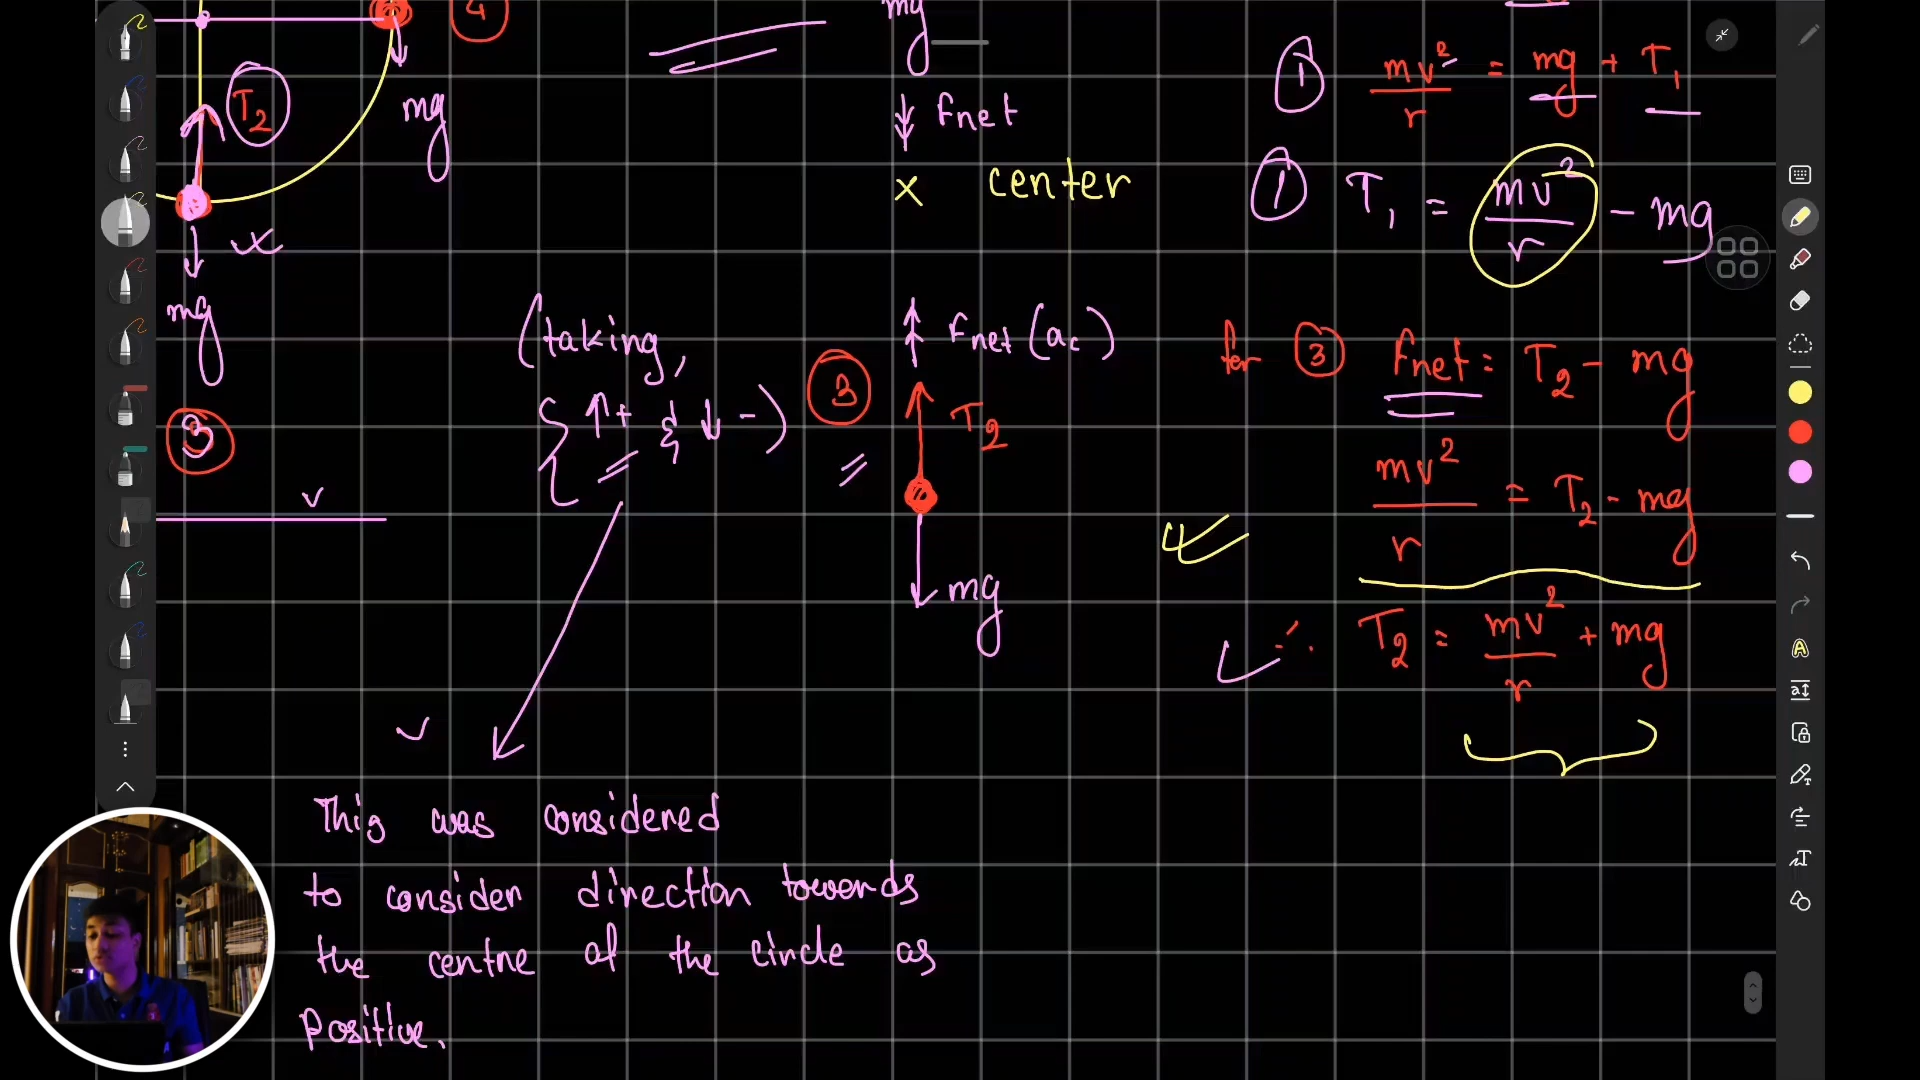 4
mg
T2
mg
mg
3
v
(taking,
{ ↑+ & ↓ - )
This was considered
to consider direction towards
the centre of the circle as
positive.
mg
Fnet
x center
3
Fnet (ac)
T2
mg
① mv²/r = mg + T1
① T1 = mv²/r - mg
for ③ Fnet = T2 - mg
mv²/r = T2 - mg
∴ T2 = mv²/r + mg